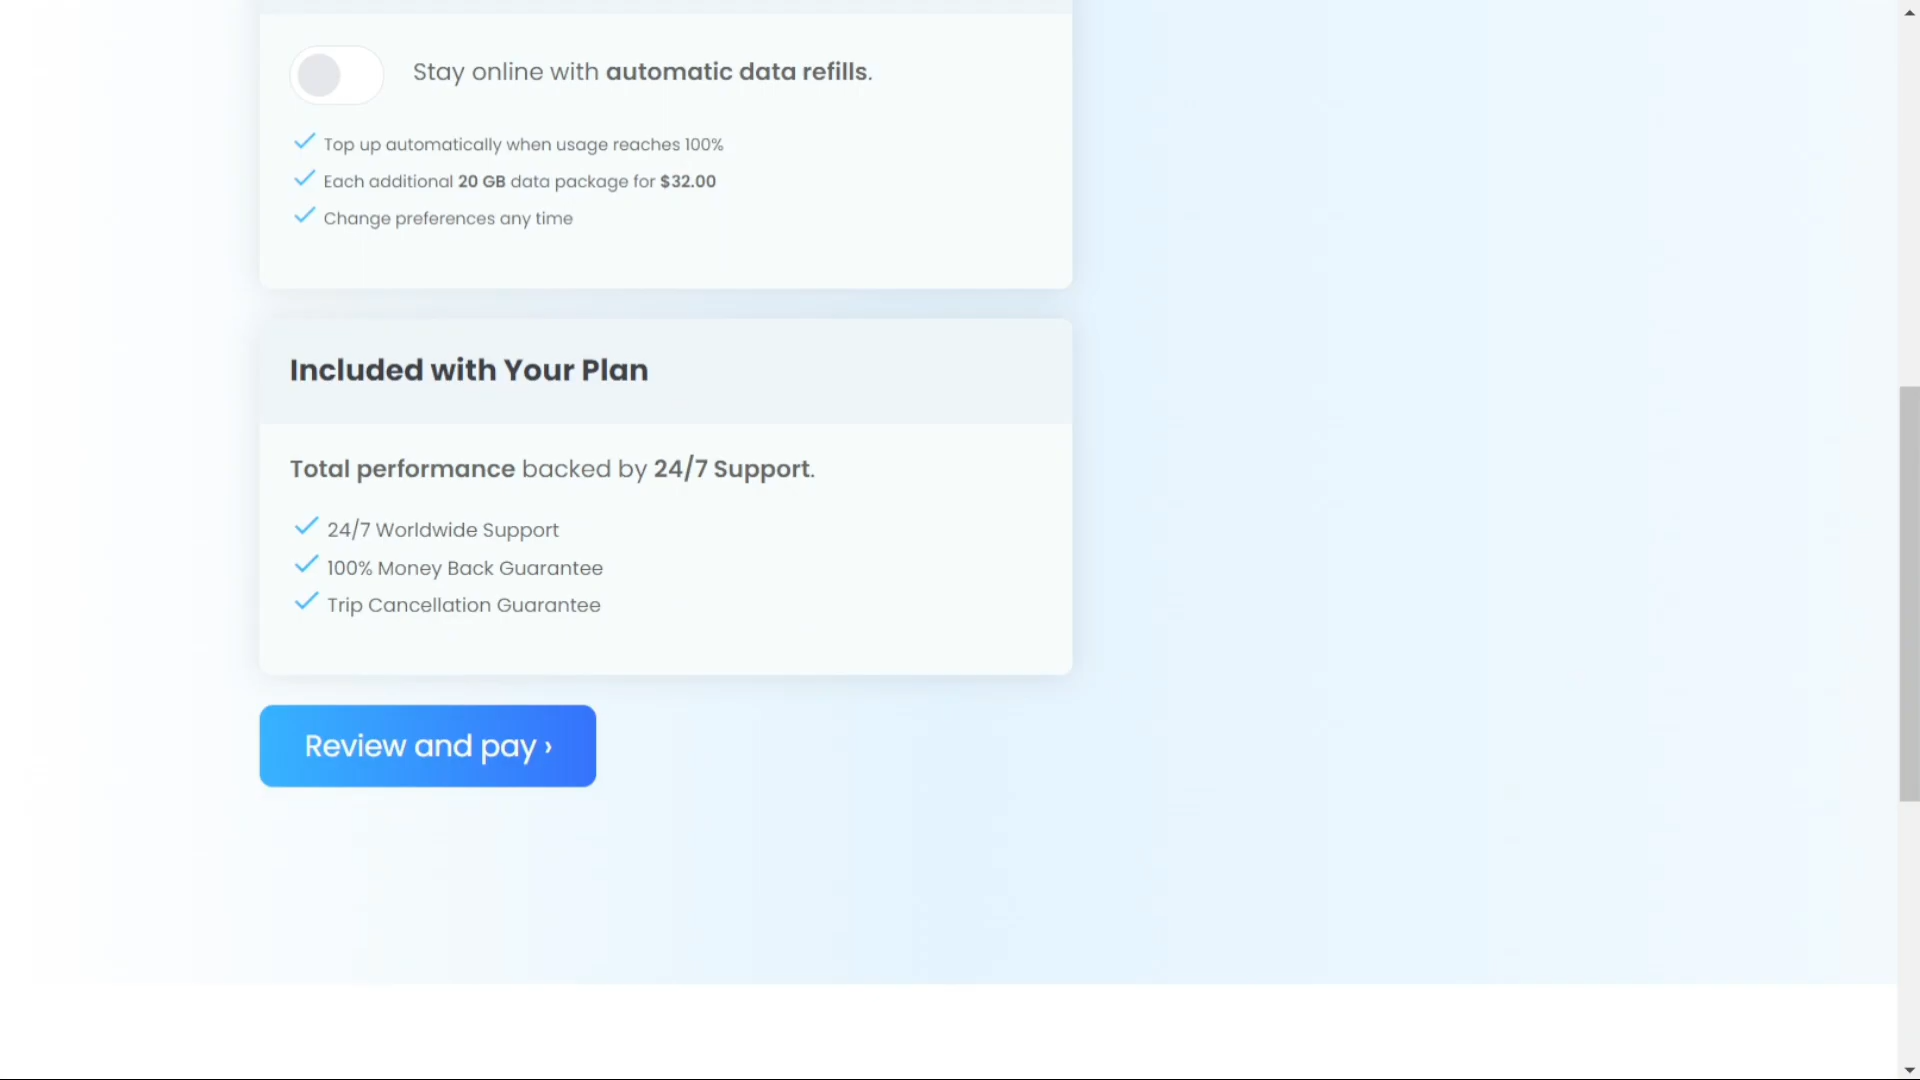 Stay online with automatic data refills.
Top up automatically when usage reaches 100%
Each additional 20 GB data package for $32.00
Change preferences any time
Included with Your Plan
Total performance backed by 24/7 Support.
24/7 Worldwide Support
100% Money Back Guarantee
Trip Cancellation Guarantee
Review and pay ›